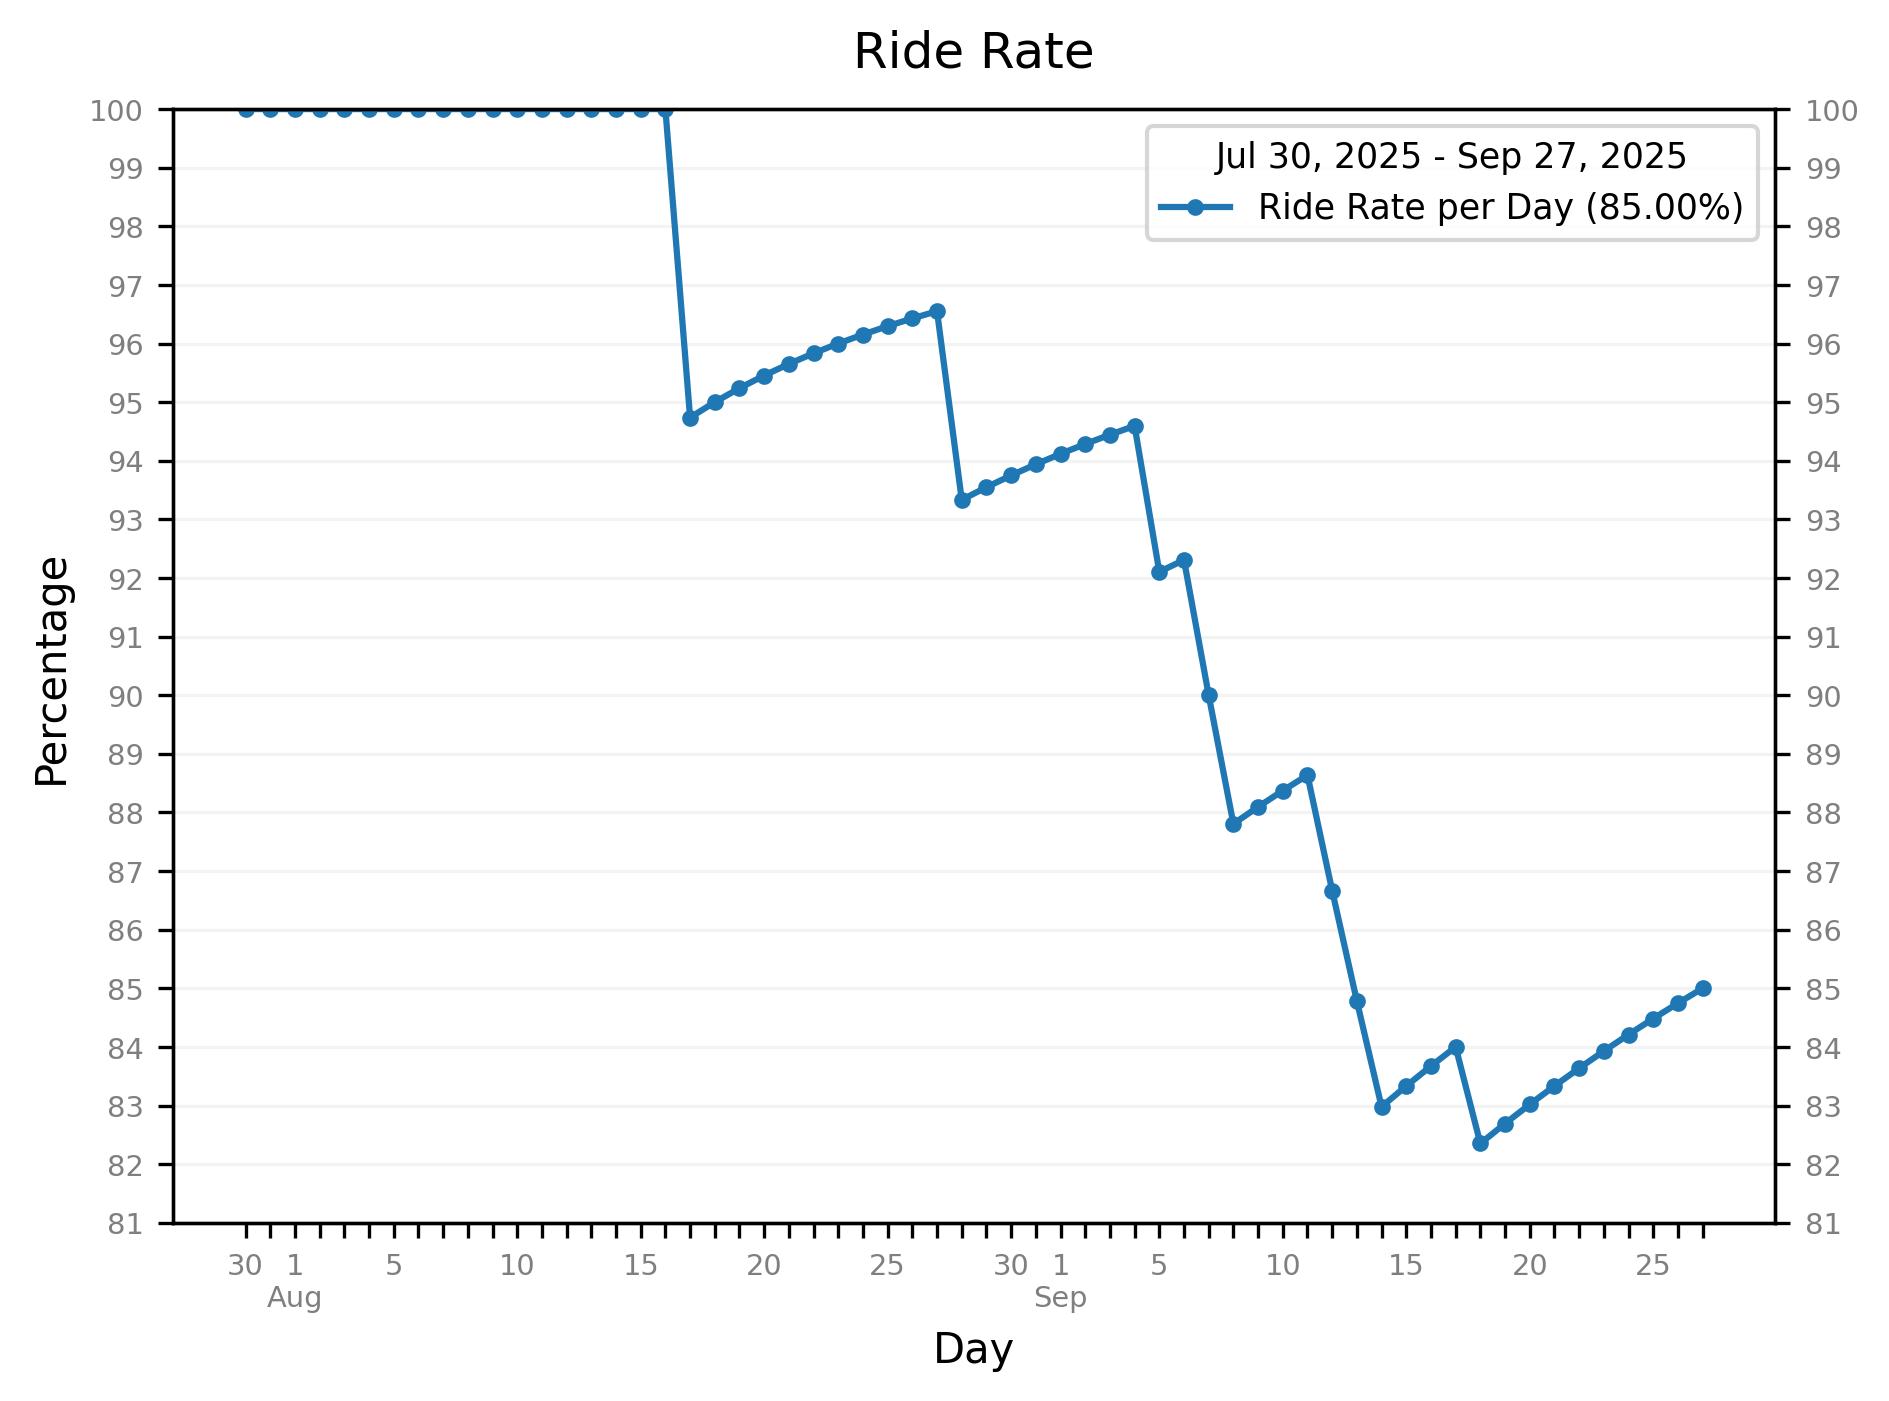 Ride Rate
Jul 30, 2025 - Sep 27, 2025
Ride Rate per Day (85.00%)
Percentage
100 100
99 99
98 98
97 97
96 96
95 95
94 94
93 93
92 92
91 91
90 90
89 89
88 88
87 87
86 86
85 85
84 84
83 83
82 82
81 81
30 1 5 10 15 20 25 30 1 5 10 15 20 25
Aug Sep
Day